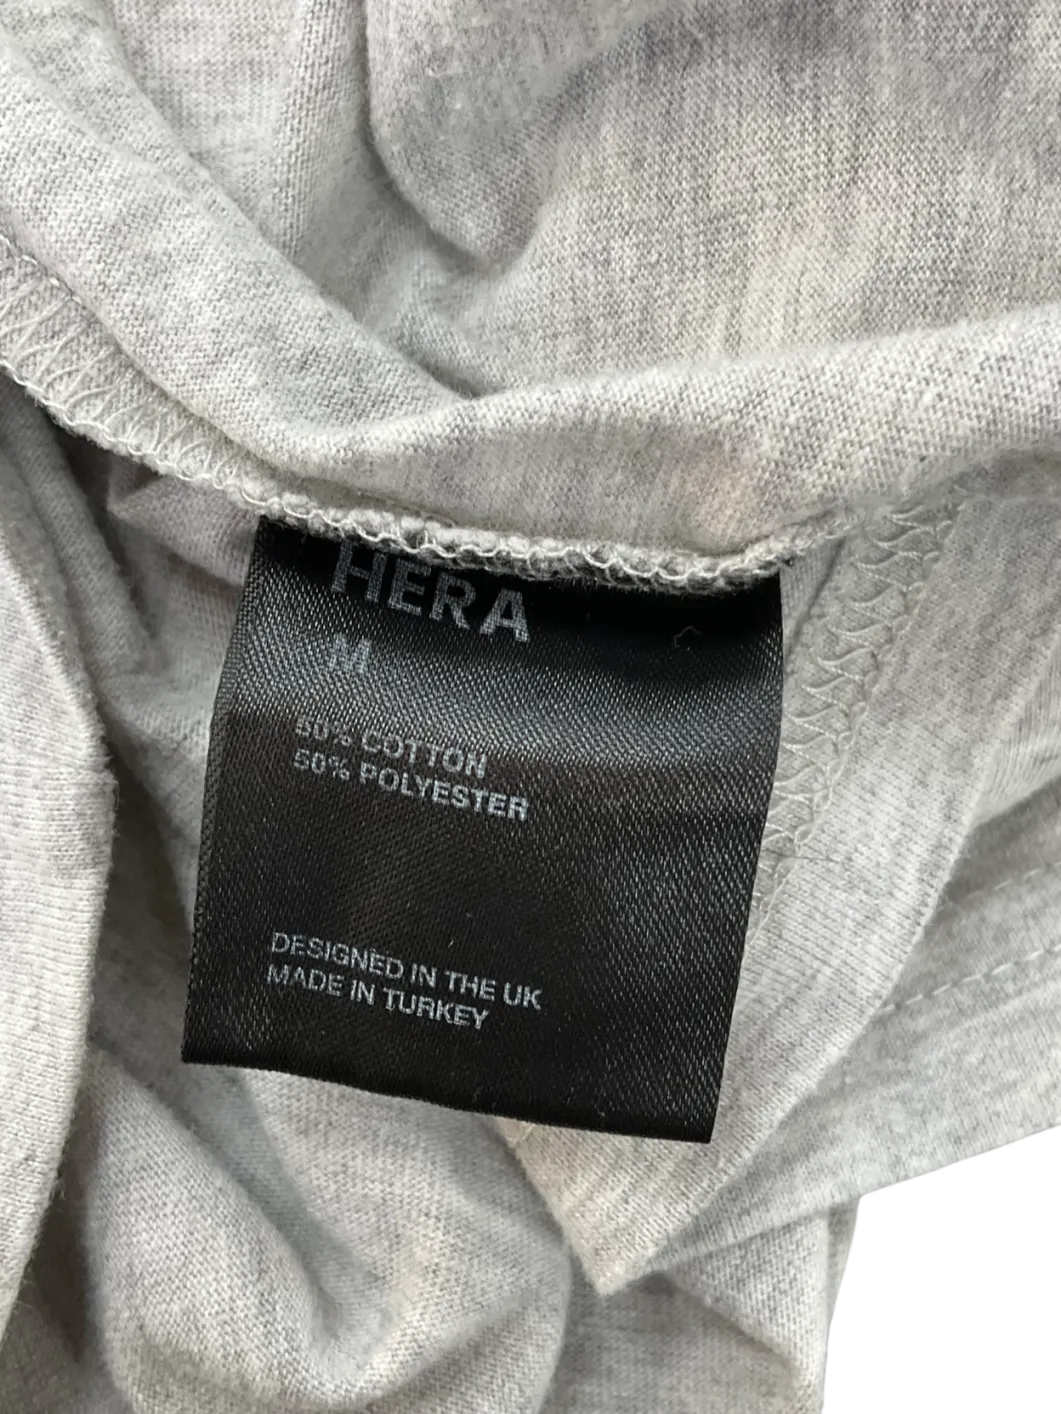 HERA
M
50% COTTON
50% POLYESTER
DESIGNED IN THE UK
MADE IN TURKEY